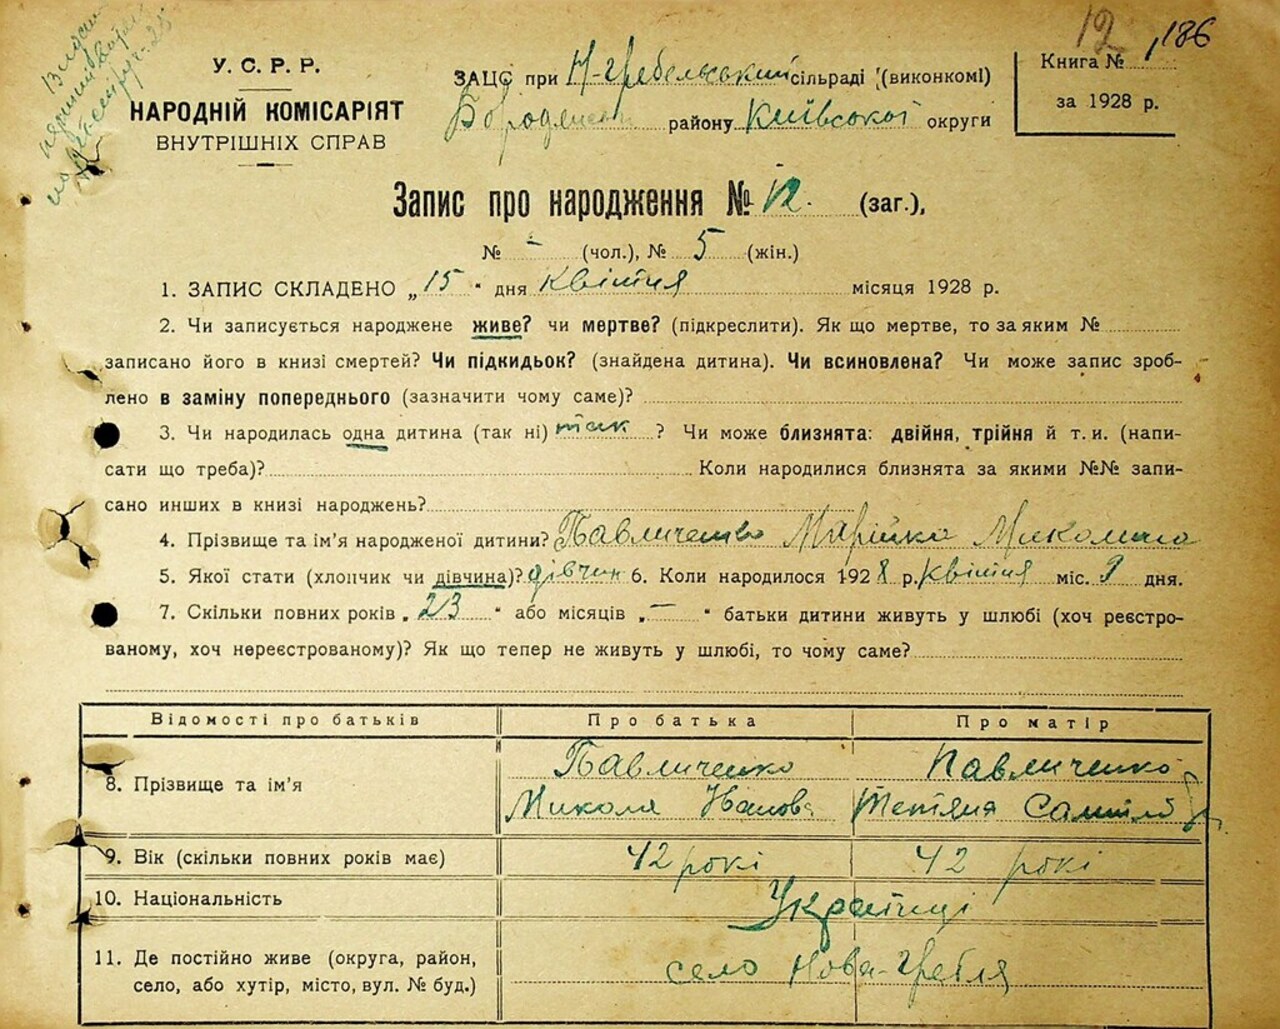 12 186
У. С. Р. Р.
НАРОДНІЙ КОМІСАРІЯТ
ВНУТРІШНІХ СПРАВ
ЗАЦС при Н-Гребельський сільраді (виконкомі)
району Київської округи
Книга №
за 1928 р.
Запис про народження № 12. (заг.),
№ - (чол.), № 5 (жін.)
1. ЗАПИС СКЛАДЕНО „15" дня Квітня місяця 1928 р.
2. Чи записується народжене живе? чи мертве? (підкреслити). Як що мертве, то за яким №
записано його в книзі смертей? Чи підкидьок? (знайдена дитина). Чи всиновлена? Чи може запис зроб-
лено в заміну попереднього (зазначити чому саме)?
3. Чи народилась одна дитина (так ні) так ? Чи може близнята: двійня, трійня й т. и. (напи-
сати що треба)? Коли народилися близнята за якими №№ запи-
сано инших в книзі народжень?
4. Прізвище та ім'я народженої дитини? Павличенко Марійка Миколина
5. Якої стати (хлопчик чи дівчина)? дівчин 6. Коли народилося 1928 р. Квітня міс. 9 дня.
7. Скільки повних років „23" або місяців „—" батьки дитини живуть у шлюбі (хоч реєстро-
ваному, хоч нереєстрованому)? Як що тепер не живуть у шлюбі, то чому саме?
Відомості про батьків Про батька Про матір
8. Прізвище та ім'я
Павличенко Павличенко
Микола Іванов Тетяна
9. Вік (скільки повних років має) 42 рокі 42 рокі
10. Національність Українці
11. Де постійно живе (округа, район,
село, або хутір, місто, вул. № буд.)
село Нова-Гребля